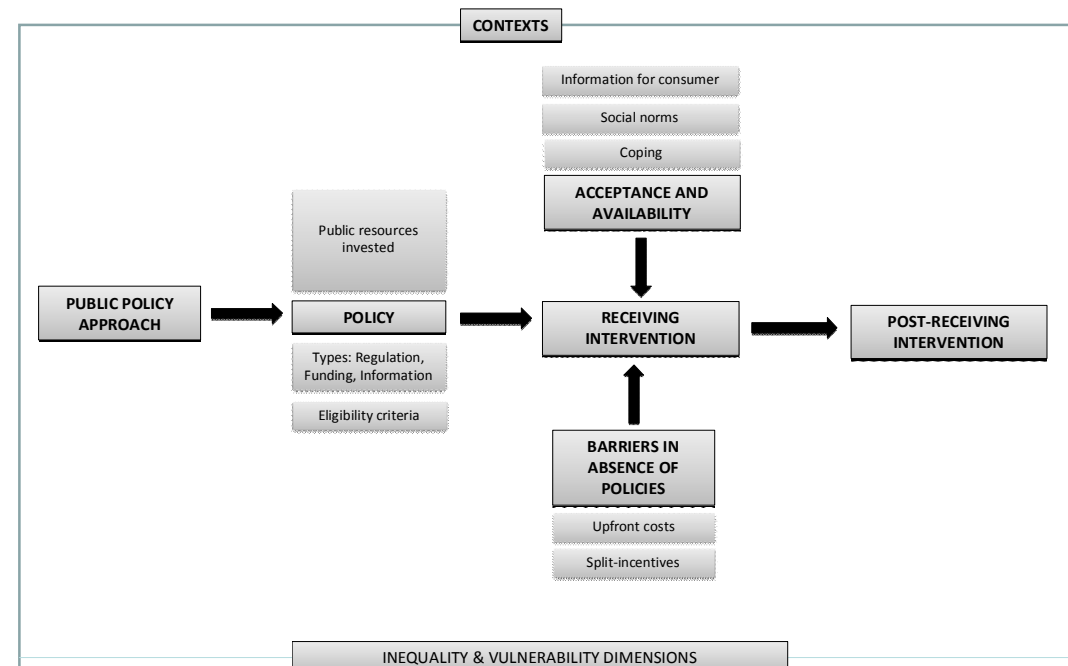 CONTEXTS
Information for consumer
Social norms
Coping
ACCEPTANCE AND
AVAILABILITY
Public resources
invested
PUBLIC POLICY
APPROACH
POLICY
RECEIVING
INTERVENTION
POST-RECEIVING
INTERVENTION
Types: Regulation,
Funding, Information
Eligibility criteria
BARRIERS IN
ABSENCE OF
POLICIES
Upfront costs
Split-incentives
INEQUALITY & VULNERABILITY DIMENSIONS